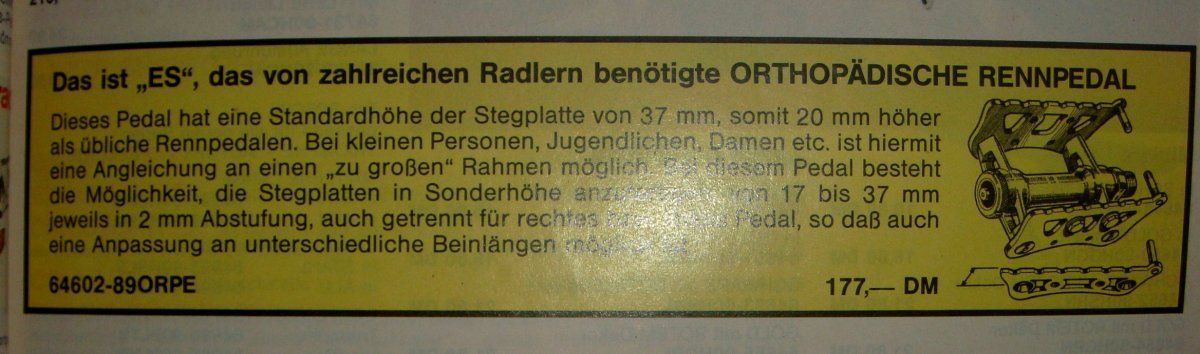 Das ist „ES“, das von zahlreichen Radlern benötigte ORTHOPÄDISCHE RENNPEDAL
Dieses Pedal hat eine Standardhöhe der Stegplatte von 37 mm, somit 20 mm höher
als übliche Rennpedalen. Bei kleinen Personen, Jugendlichen, Damen etc. ist hiermit
eine Angleichung an einen „zu großen“ Rahmen möglich. Bei diesem Pedal besteht
die Möglichkeit, die Stegplatten in Sonderhöhe von 17 bis 37 mm
jeweils in 2 mm Abstufung, auch getrennt für rechtes Pedal, so daß auch
eine Anpassung an unterschiedliche Beinlängen
64602-89ORPE 177,— DM